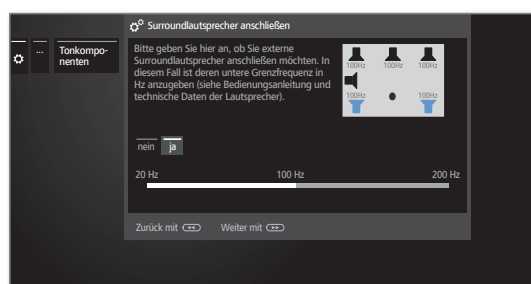 Surroundlautsprecher anschließen
...
Tonkompo-
nenten
Bitte geben Sie hier an, ob Sie externe
Surroundlautsprecher anschließen möchten. In
diesem Fall ist deren untere Grenzfrequenz in
Hz anzugeben (siehe Bedienungsanleitung und
technische Daten der Lautsprecher).
100Hz 100Hz 100Hz
100Hz 100Hz
nein ja
20 Hz 100 Hz 200 Hz
Zurück mit Weiter mit